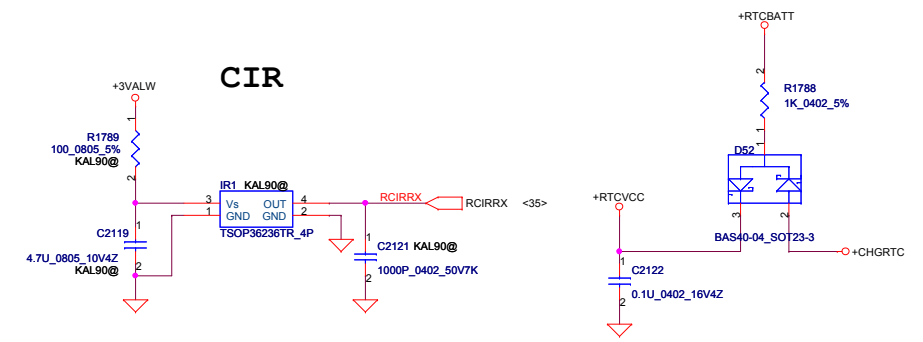 +RTCBATT
CIR
+3VALW
2
R1788
1K_0402_5%
1
R1789
100_0805_5%
KAL90@
1
D52
2
IR1 KAL90@
3 Vs OUT 4
1 GND GND 2
TSOP36236TR_4P
RCIRRX
RCIRRX <35>
+RTCVCC
3 2
1
C2119
4.7U_0805_10V4Z
KAL90@
2
1
C2121 KAL90@
1000P_0402_50V7K
2
BAS40-04_SOT23-3
+CHGRTC
1
C2122
0.1U_0402_16V4Z
2